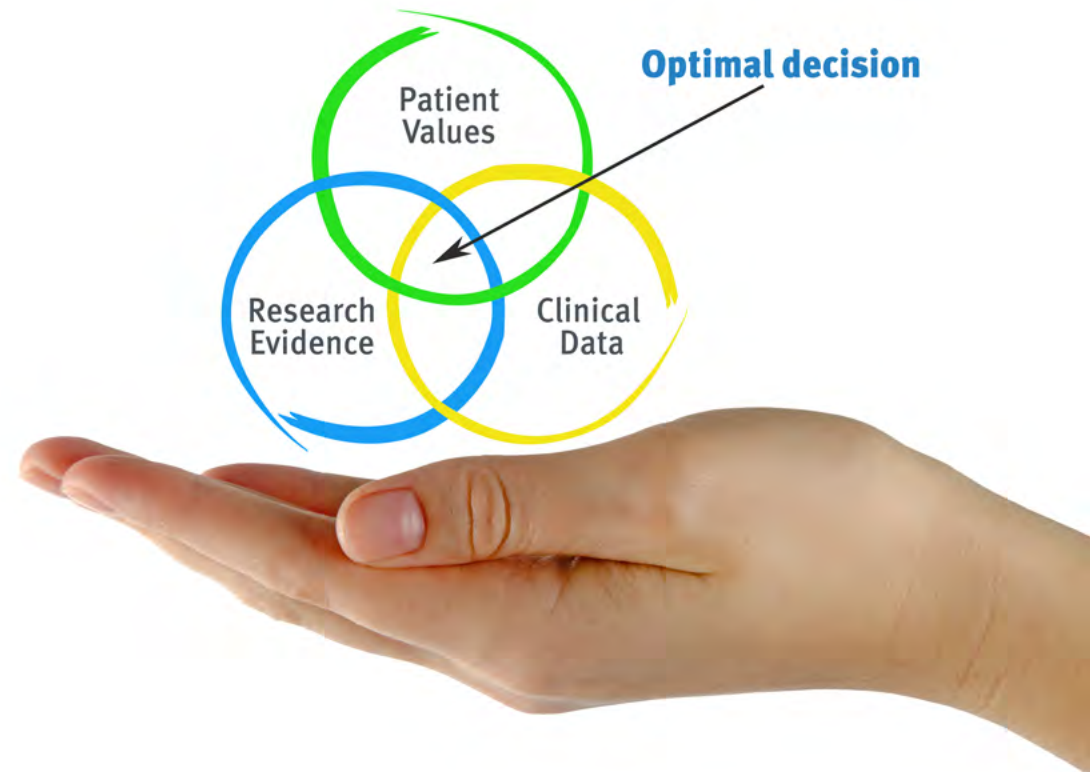 Optimal decision
Patient
Values
Research
Evidence
Clinical
Data